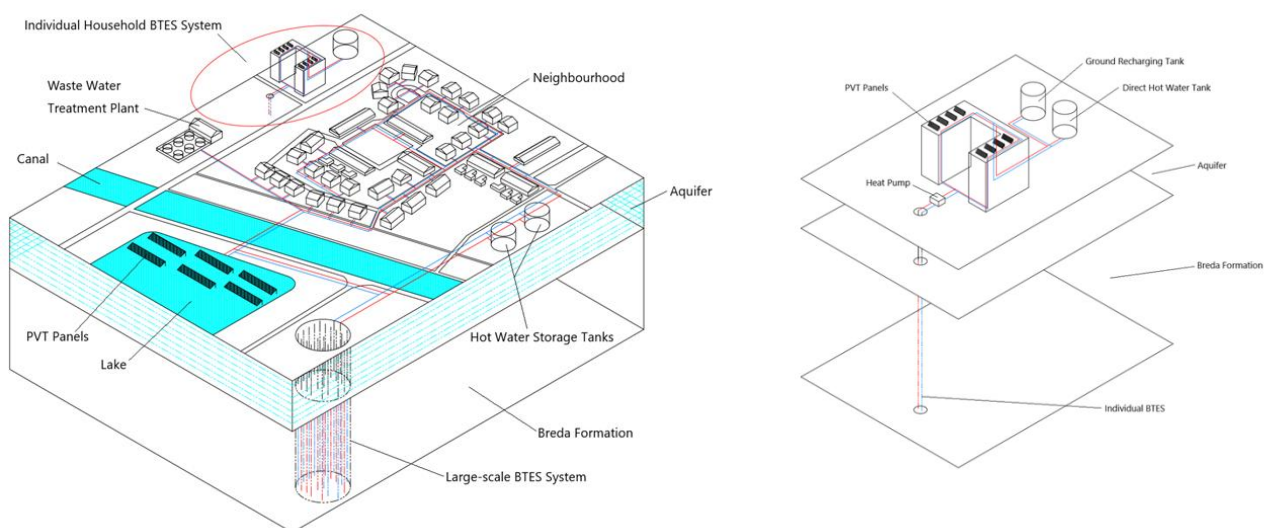 Individual Household BTES System
Waste Water
Treatment Plant
Neighbourhood
Canal
Aquifer
PVT Panels
Lake
Hot Water Storage Tanks
Breda Formation
Large-scale BTES System
Ground Recharging Tank
PVT Panels
Direct Hot Water Tank
Aquifer
Heat Pump
Breda Formation
Individual BTES